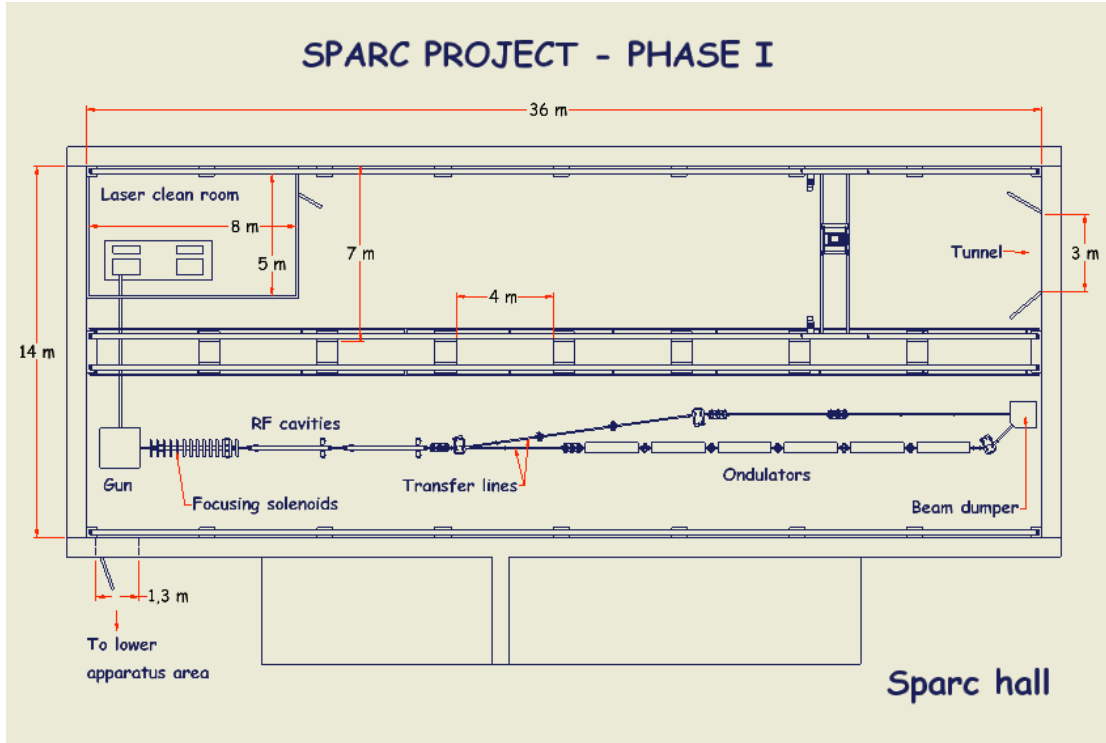 SPARC PROJECT - PHASE I
36 m
Laser clean room
8 m
5 m
7 m
Tunnel
3 m
4 m
14 m
RF cavities
Gun
Focusing solenoids
Transfer lines
Ondulators
Beam dumper
1,3 m
To lower
apparatus area
Sparc hall